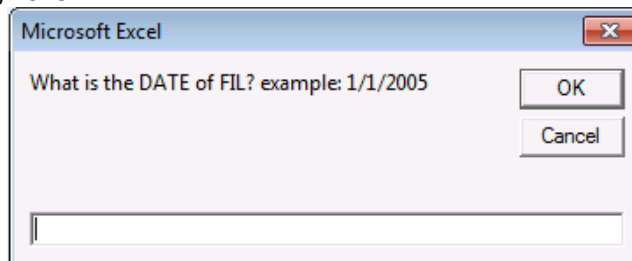 Microsoft Excel
What is the DATE of FIL? example: 1/1/2005
OK
Cancel